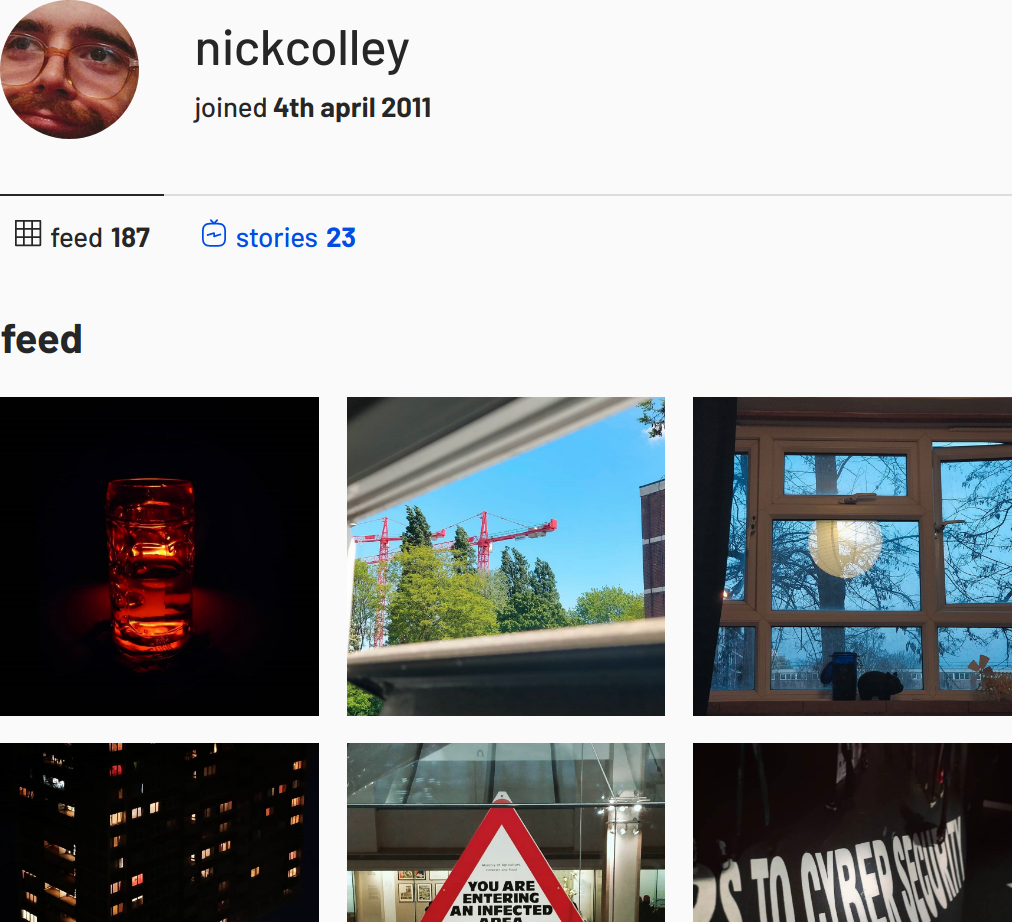 nickcolley
joined 4th april 2011
feed 187
stories 23
feed
YOU ARE
ENTERING
AN INFECTED
AREA
S TO CYBER SECURITY